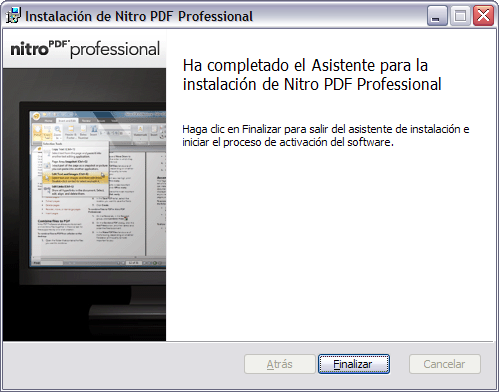 Instalación de Nitro PDF Professional
nitroPDF professional
Ha completado el Asistente para la
instalación de Nitro PDF Professional
Haga clic en Finalizar para salir del asistente de instalación e
iniciar el proceso de activación del software.
Atrás
Finalizar
Cancelar